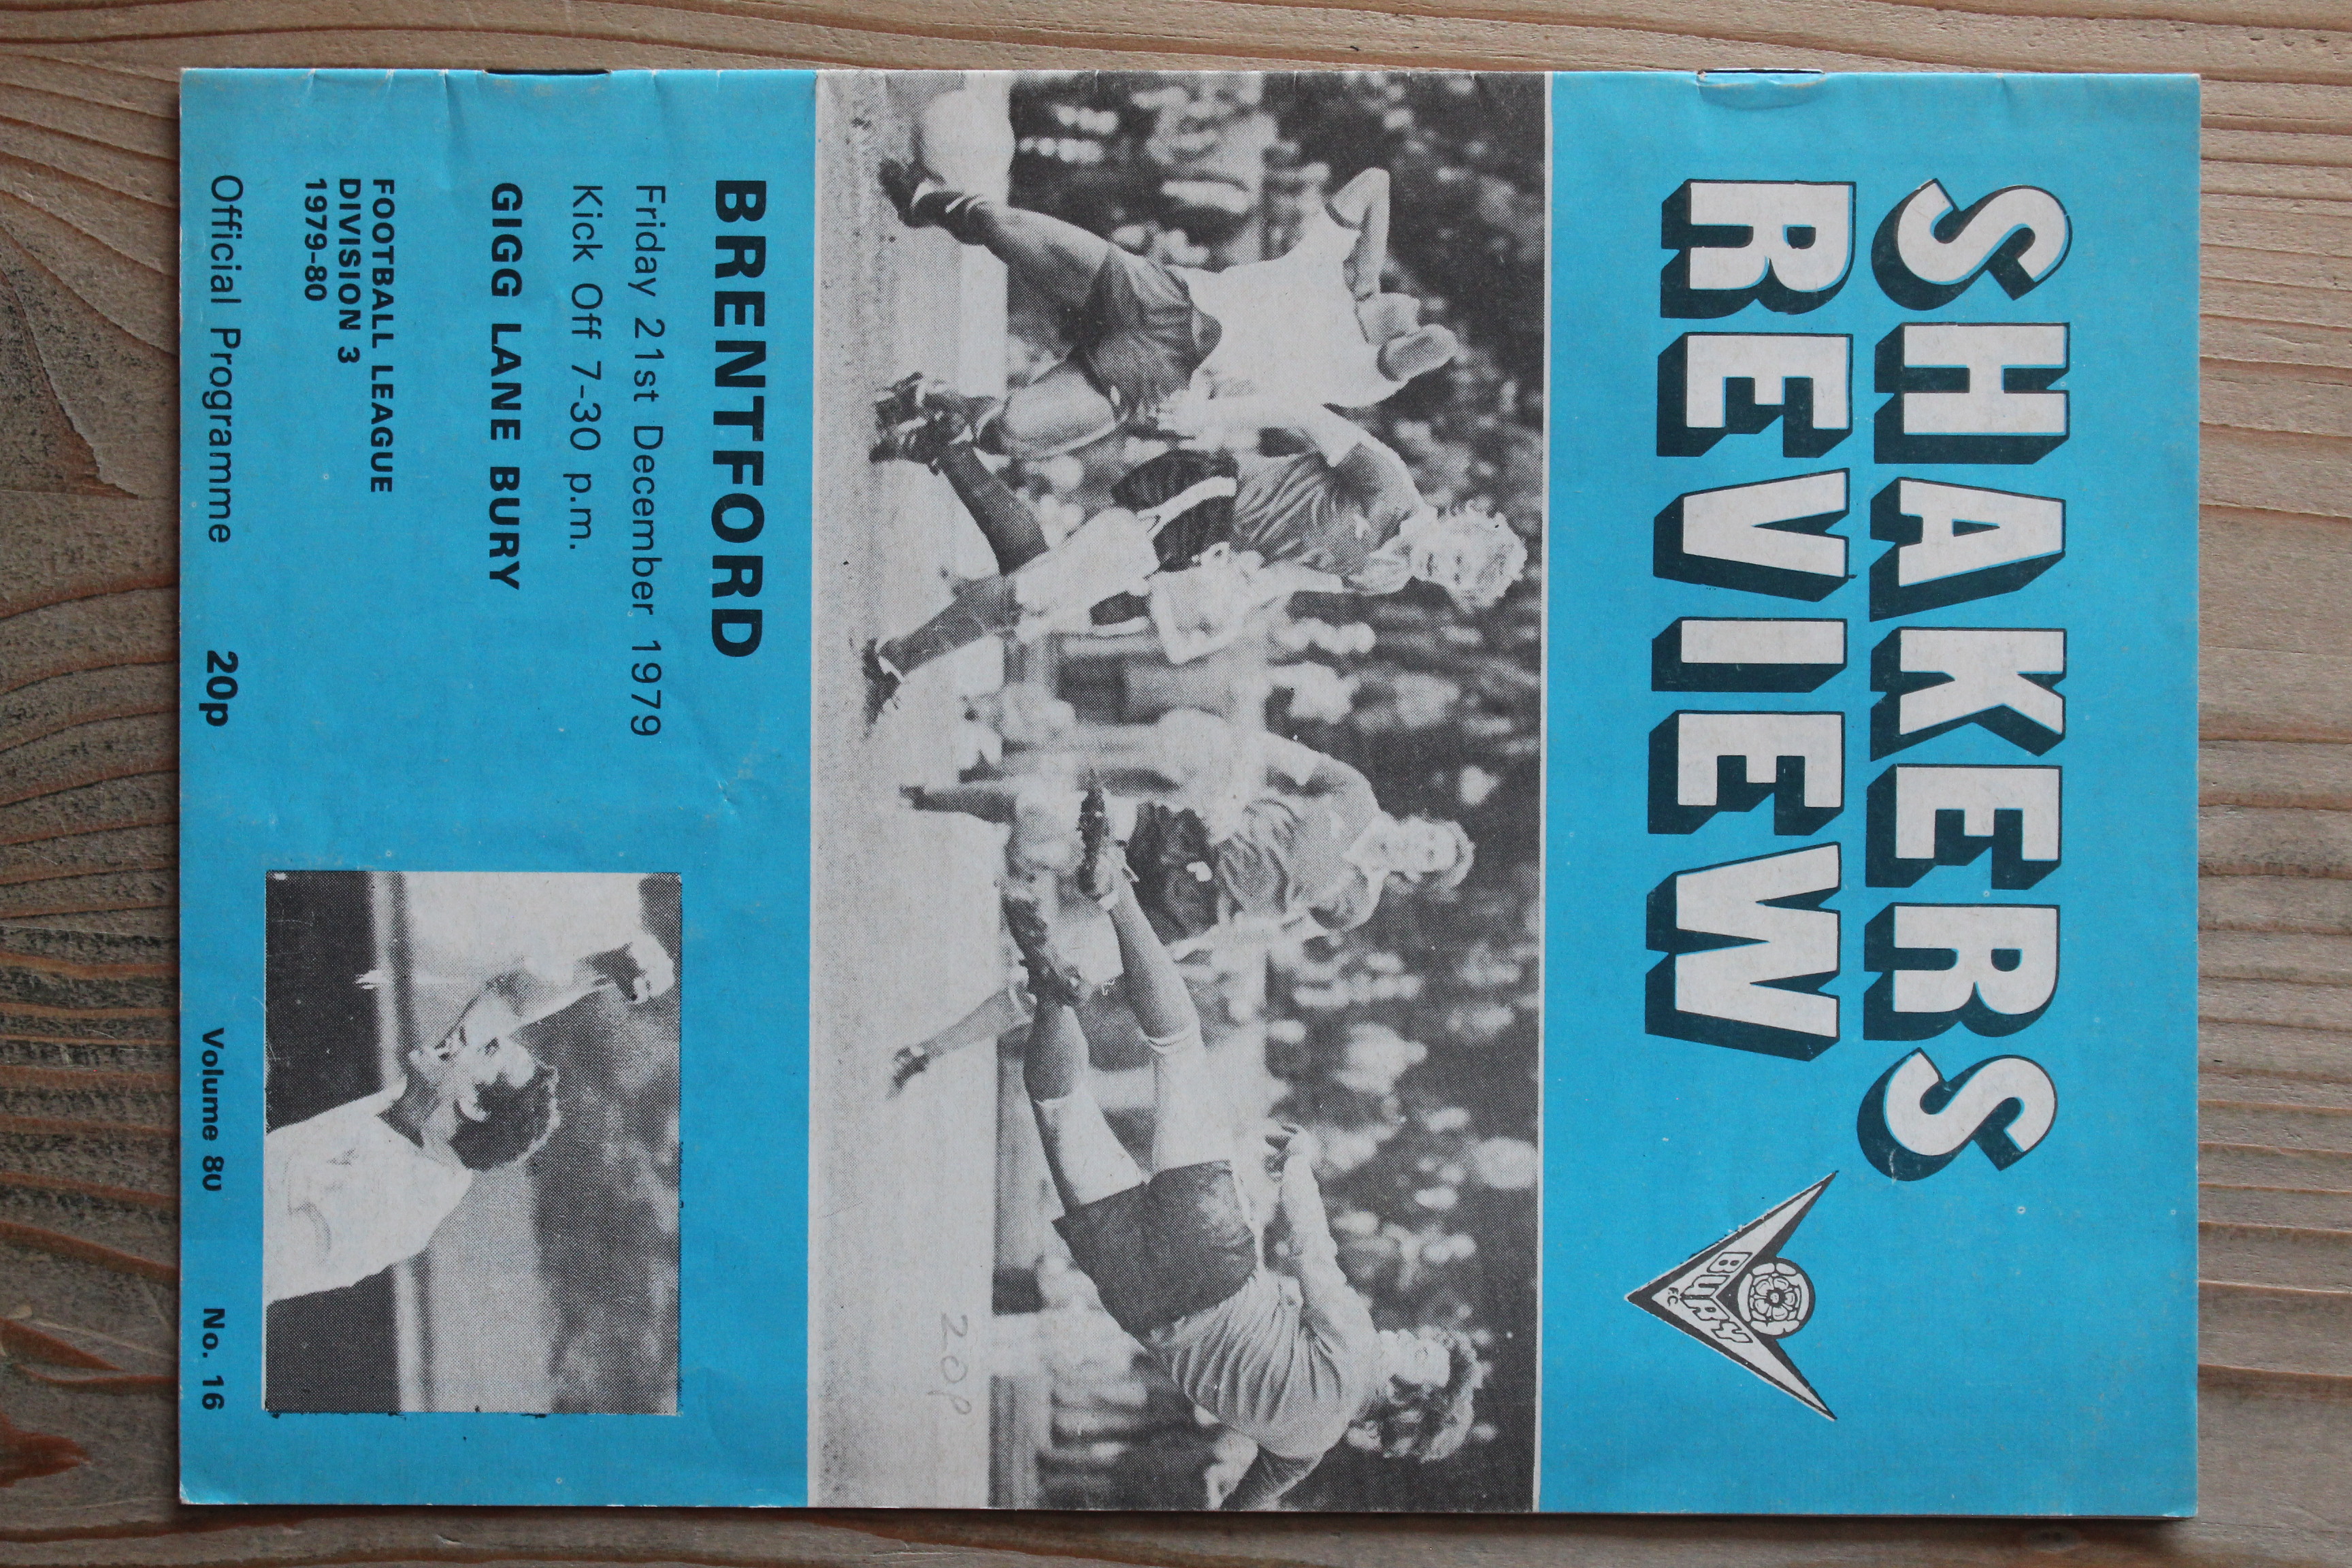 SHAKERS
REVIEW
BURY
FC
20p
BRENTFORD
Friday 21st December, 1979
Kick Off 7-30 p.m.
GIGG LANE BURY
FOOTBALL LEAGUE
DIVISION 3
1979-80
Official Programme 20p Volume 80 No. 16